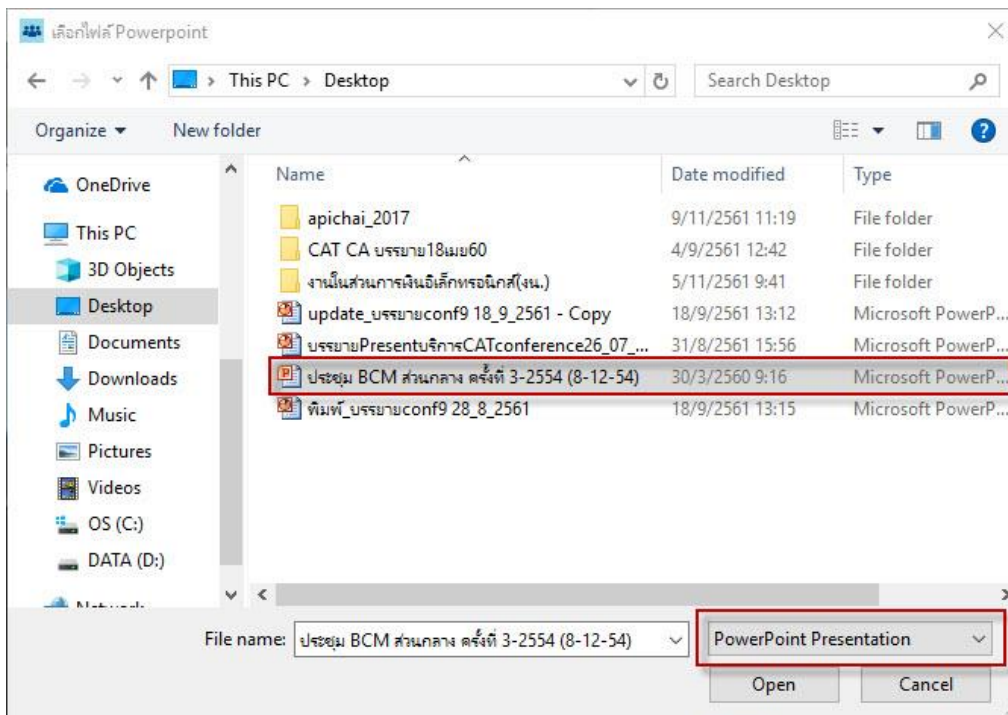 เลือกไฟล์ Powerpoint
This PC > Desktop
Search Desktop
Organize
New folder
Name
Date modified
Type
OneDrive
This PC
3D Objects
Desktop
Documents
Downloads
Music
Pictures
Videos
OS (C:)
DATA (D:)
Network
apichai_2017 9/11/2561 11:19 File folder
CAT CA บรรยาย18เมย60 4/9/2561 12:42 File folder
งานในส่วนการเงินอิเล็กทรอนิกส์(งน.) 5/11/2561 9:41 File folder
update_บรรยายconf9 18_9_2561 - Copy 18/9/2561 13:12 Microsoft PowerP...
บรรยายPresentบริการCATconference26_07_... 31/8/2561 15:56 Microsoft PowerP...
ประชุม BCM ส่วนกลาง ครั้งที่ 3-2554 (8-12-54) 30/3/2560 9:16 Microsoft PowerP...
พิมพ์_บรรยายconf9 28_8_2561 18/9/2561 13:15 Microsoft PowerP...
File name: ประชุม BCM ส่วนกลาง ครั้งที่ 3-2554 (8-12-54)
PowerPoint Presentation
Open
Cancel